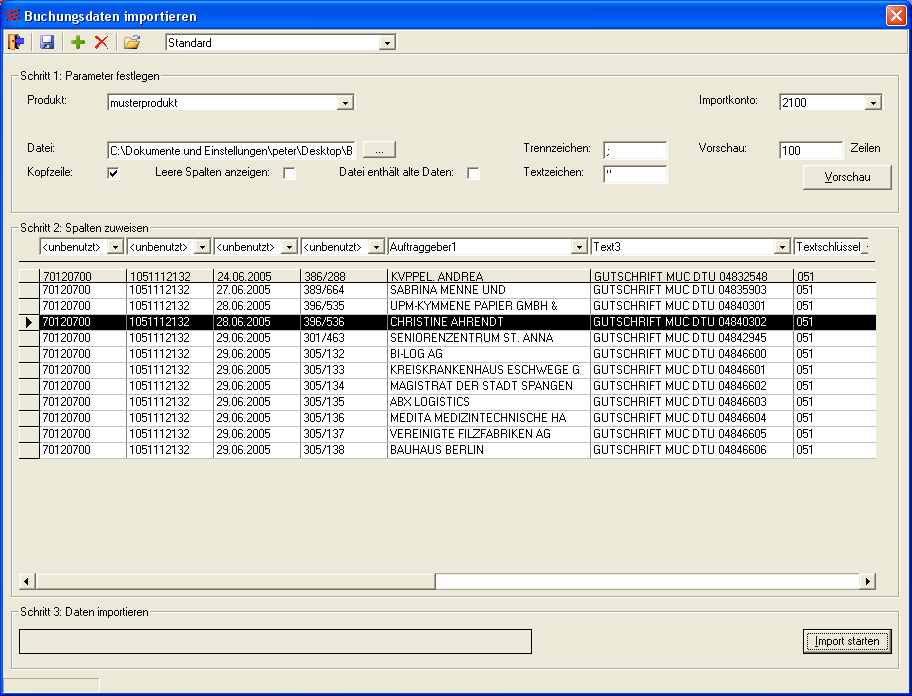 Buchungsdaten importieren
Standard
Schritt 1: Parameter festlegen
Produkt: musterprodukt Importkonto: 2100
Datei: C:\Dokumente und Einstellungen\peter\Desktop\B ... Trennzeichen: ; Vorschau: 100 Zeilen
Kopfzeile: Leere Spalten anzeigen: Datei enthält alte Daten: Textzeichen: " Vorschau
Schritt 2: Spalten zuweisen
<unbenutzt> <unbenutzt> <unbenutzt> <unbenutzt> Auftraggeber1 Text3 Textschlüssel
70120700 1051112132 24.06.2005 386/288 KVPPEL, ANDREA GUTSCHRIFT MUC DTU 04832548 051
70120700 1051112132 27.06.2005 389/664 SABRINA MENNE UND GUTSCHRIFT MUC DTU 04835903 051
70120700 1051112132 28.06.2005 396/535 UPM-KYMMENE PAPIER GMBH & GUTSCHRIFT MUC DTU 04840301 051
70120700 1051112132 28.06.2005 396/536 CHRISTINE AHRENDT GUTSCHRIFT MUC DTU 04840302 051
70120700 1051112132 29.06.2005 301/463 SENIORENZENTRUM ST. ANNA GUTSCHRIFT MUC DTU 04842945 051
70120700 1051112132 29.06.2005 305/132 BI-LOG AG GUTSCHRIFT MUC DTU 04846600 051
70120700 1051112132 29.06.2005 305/133 KREISKRANKENHAUS ESCHWEGE G GUTSCHRIFT MUC DTU 04846601 051
70120700 1051112132 29.06.2005 305/134 MAGISTRAT DER STADT SPANGEN GUTSCHRIFT MUC DTU 04846602 051
70120700 1051112132 29.06.2005 305/135 ABX LOGISTICS GUTSCHRIFT MUC DTU 04846603 051
70120700 1051112132 29.06.2005 305/136 MEDITA MEDIZINTECHNISCHE HA GUTSCHRIFT MUC DTU 04846604 051
70120700 1051112132 29.06.2005 305/137 VEREINIGTE FILZFABRIKEN AG GUTSCHRIFT MUC DTU 04846605 051
70120700 1051112132 29.06.2005 305/138 BAUHAUS BERLIN GUTSCHRIFT MUC DTU 04846606 051
Schritt 3: Daten importieren
Import starten